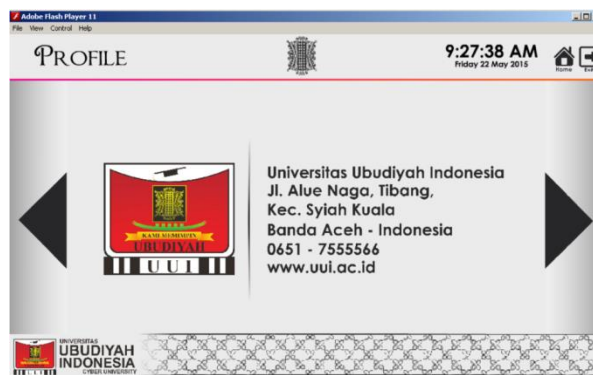 Adobe Flash Player 11
File View Control Help
PROFILE
9:27:38 AM
Friday 22 May 2015
Home
Universitas Ubudiyah Indonesia
Jl. Alue Naga, Tibang,
Kec. Syiah Kuala
Banda Aceh - Indonesia
0651 - 7555566
www.uui.ac.id
KAMI MEMIMPIN
UBUDIYAH
UUI
UNIVERSITAS
UBUDIYAH
INDONESIA
CYBER UNIVERSITY